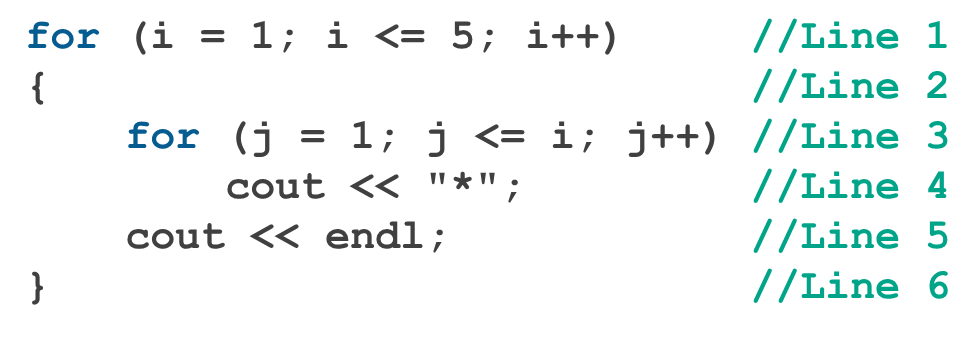 for (i = 1; i <= 5; i++) //Line 1
{ //Line 2
for (j = 1; j <= i; j++) //Line 3
cout << "*"; //Line 4
cout << endl; //Line 5
} //Line 6